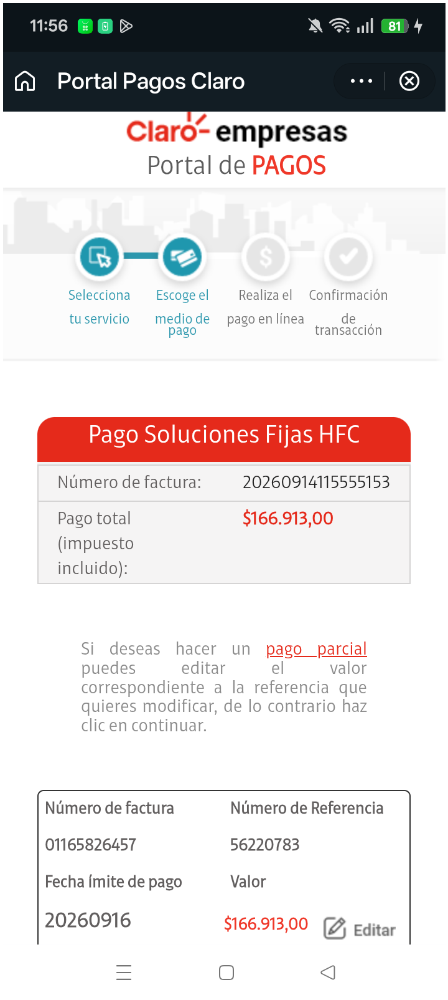 11:56
81
Portal Pagos Claro
Claro empresas
Portal de PAGOS
Selecciona tu servicio
Escoge el medio de pago
Realiza el pago en línea
Confirmación de transacción
Pago Soluciones Fijas HFC
Número de factura: 20260914115555153
Pago total $166.913,00
(impuesto
incluido):
Si deseas hacer un pago parcial
puedes editar el valor
correspondiente a la referencia que
quieres modificar, de lo contrario haz
clic en continuar.
Número de factura Número de Referencia
01165826457 56220783
Fecha ímite de pago Valor
20260916 $166.913,00 Editar